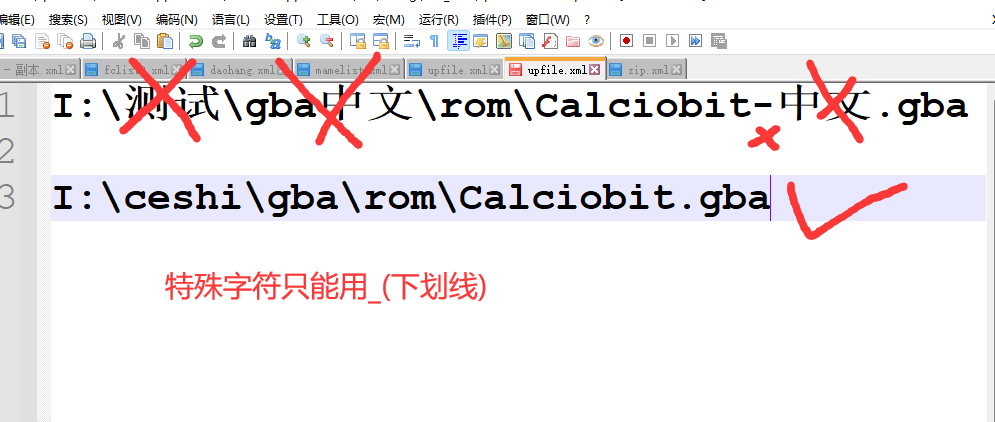 编辑(E) 搜索(S) 视图(V) 编码(N) 语言(L) 设置(T) 工具(O) 宏(M) 运行(R) 插件(P) 窗口(W) ?
- 副本.xml daohang.xml mamelist.xml upfile.xml upfile.xml zip.xml
1 I:\测试\gba中文\rom\Calciobit-中文.gba
2
3 I:\ceshi\gba\rom\Calciobit.gba
特殊字符只能用_(下划线)